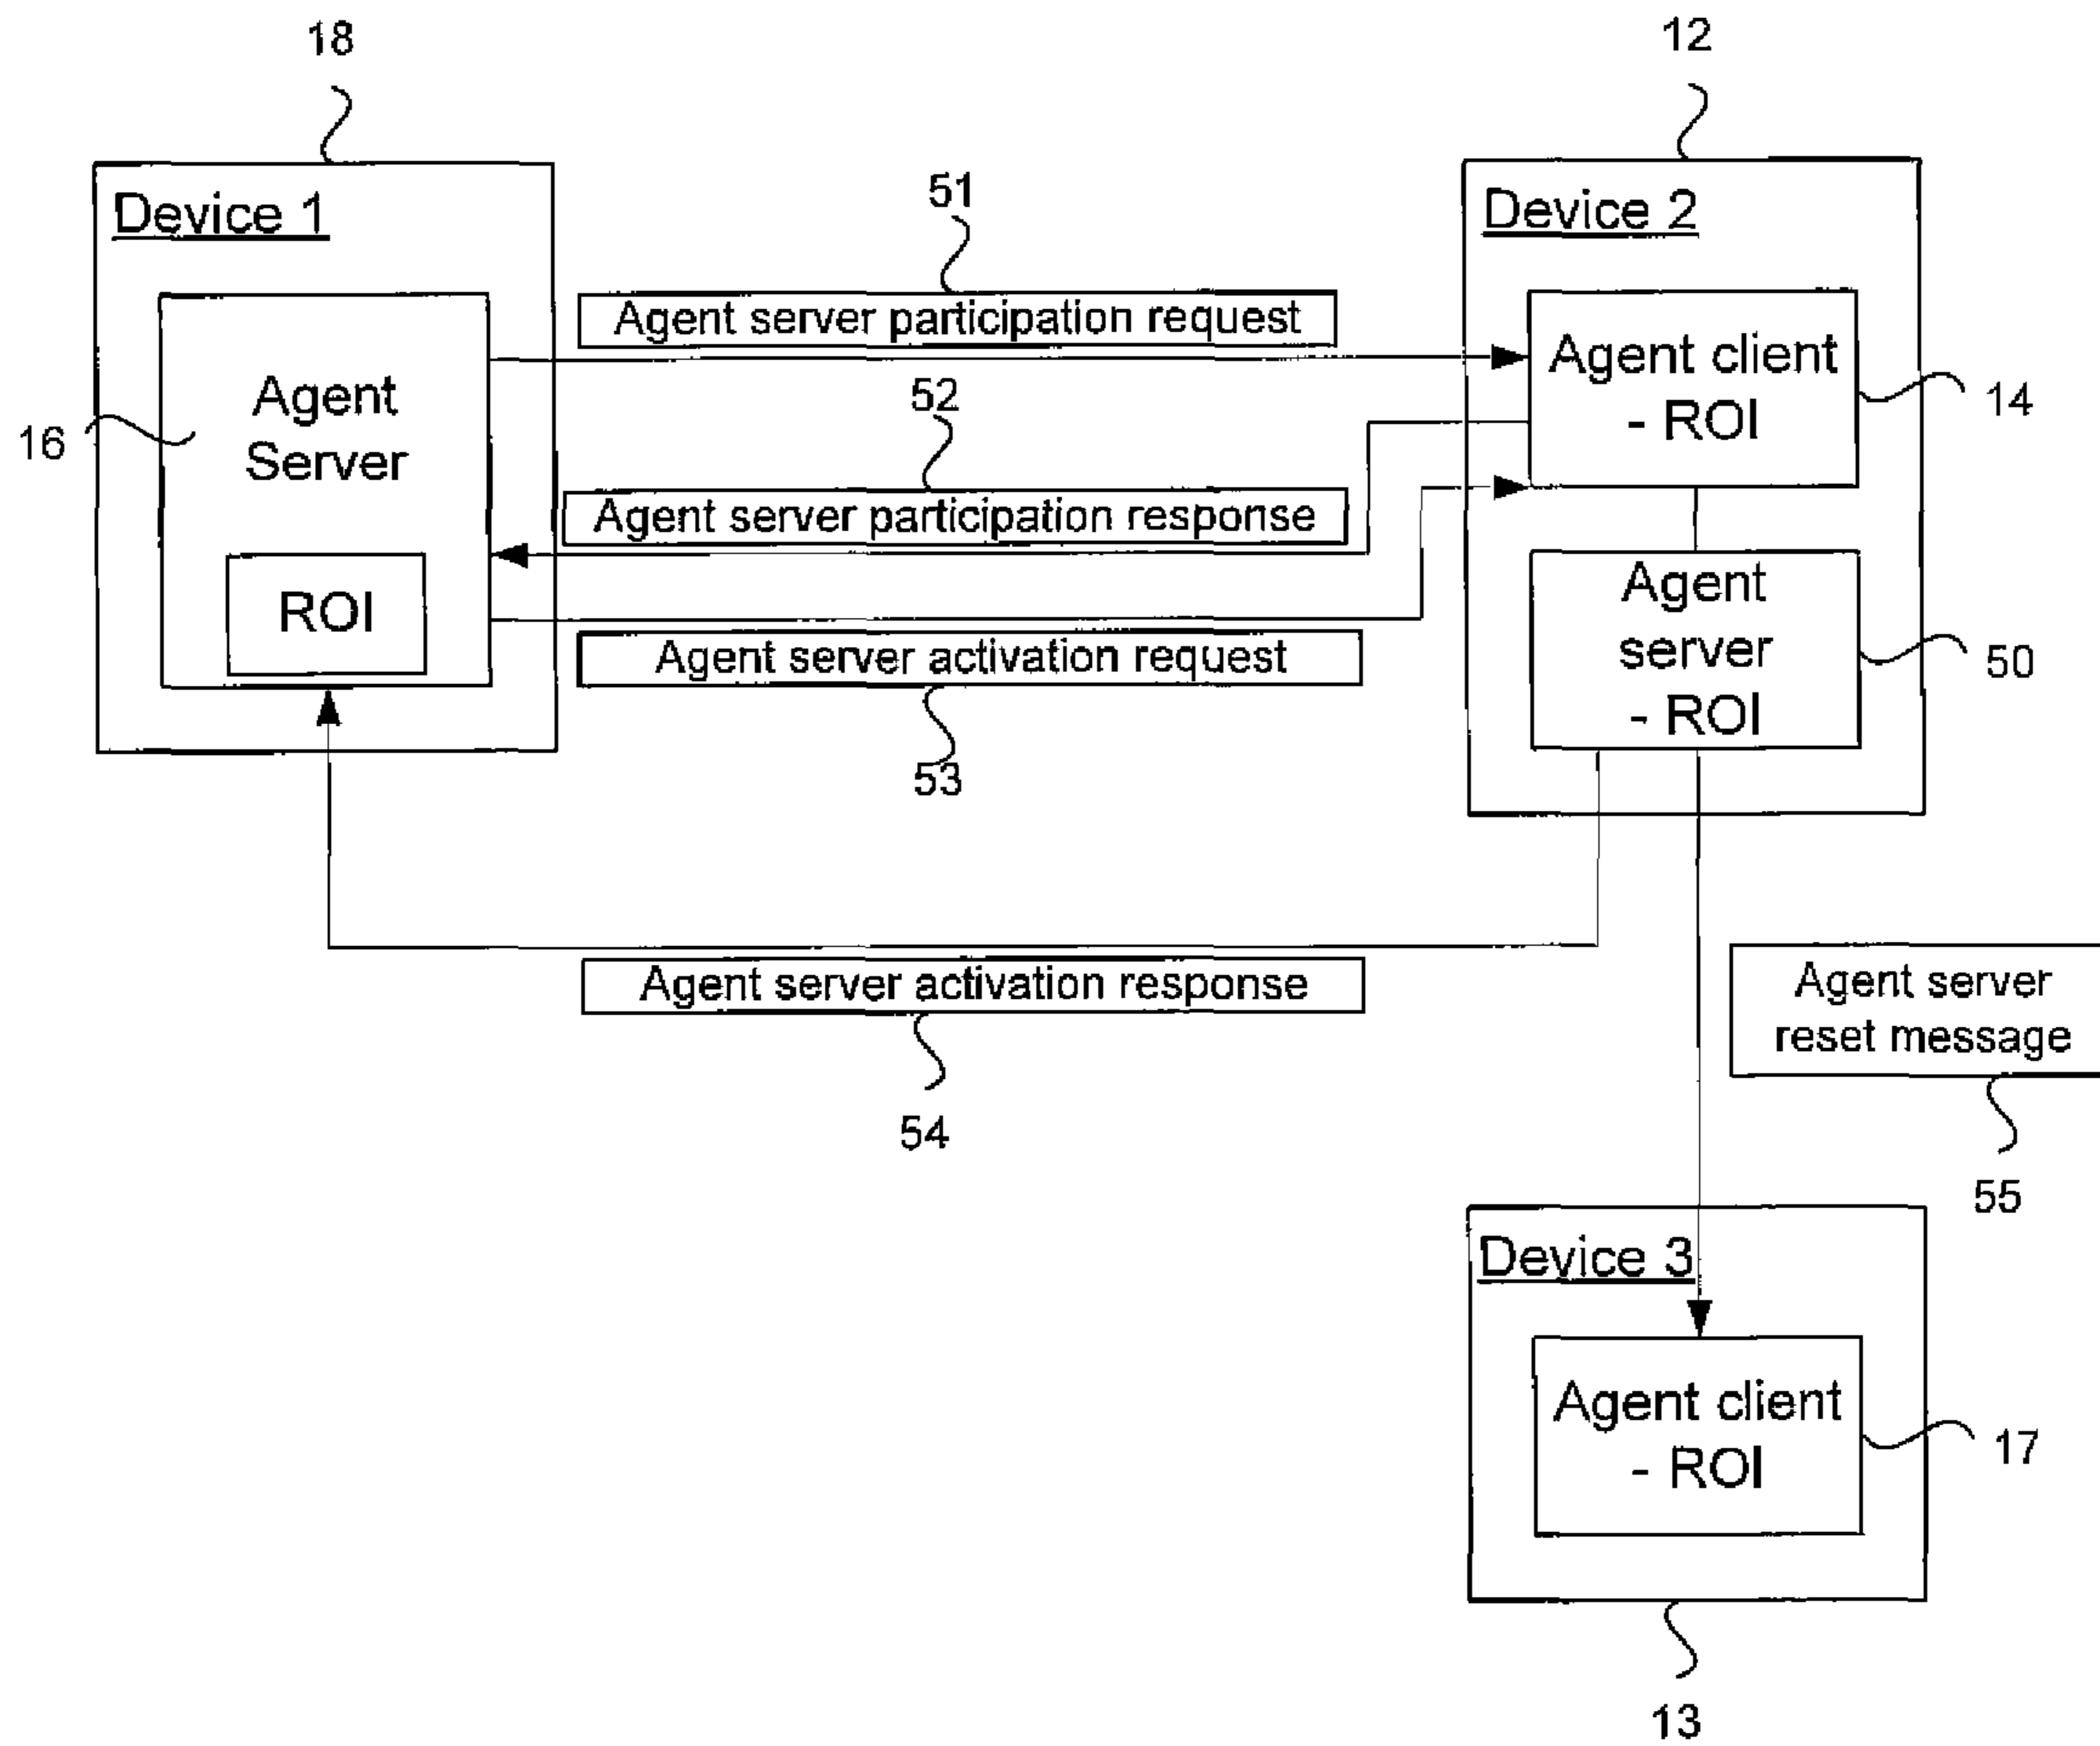 18
12
Device 1
51
Device 2
Agent server participation request
Agent client
- ROI
14
52
Agent
Server
16
Agent server participation response
ROI
Agent server activation request
53
Agent
server
- ROI
50
Agent server activation response
54
Agent server
reset message
55
Device 3
Agent client
- ROI
17
13